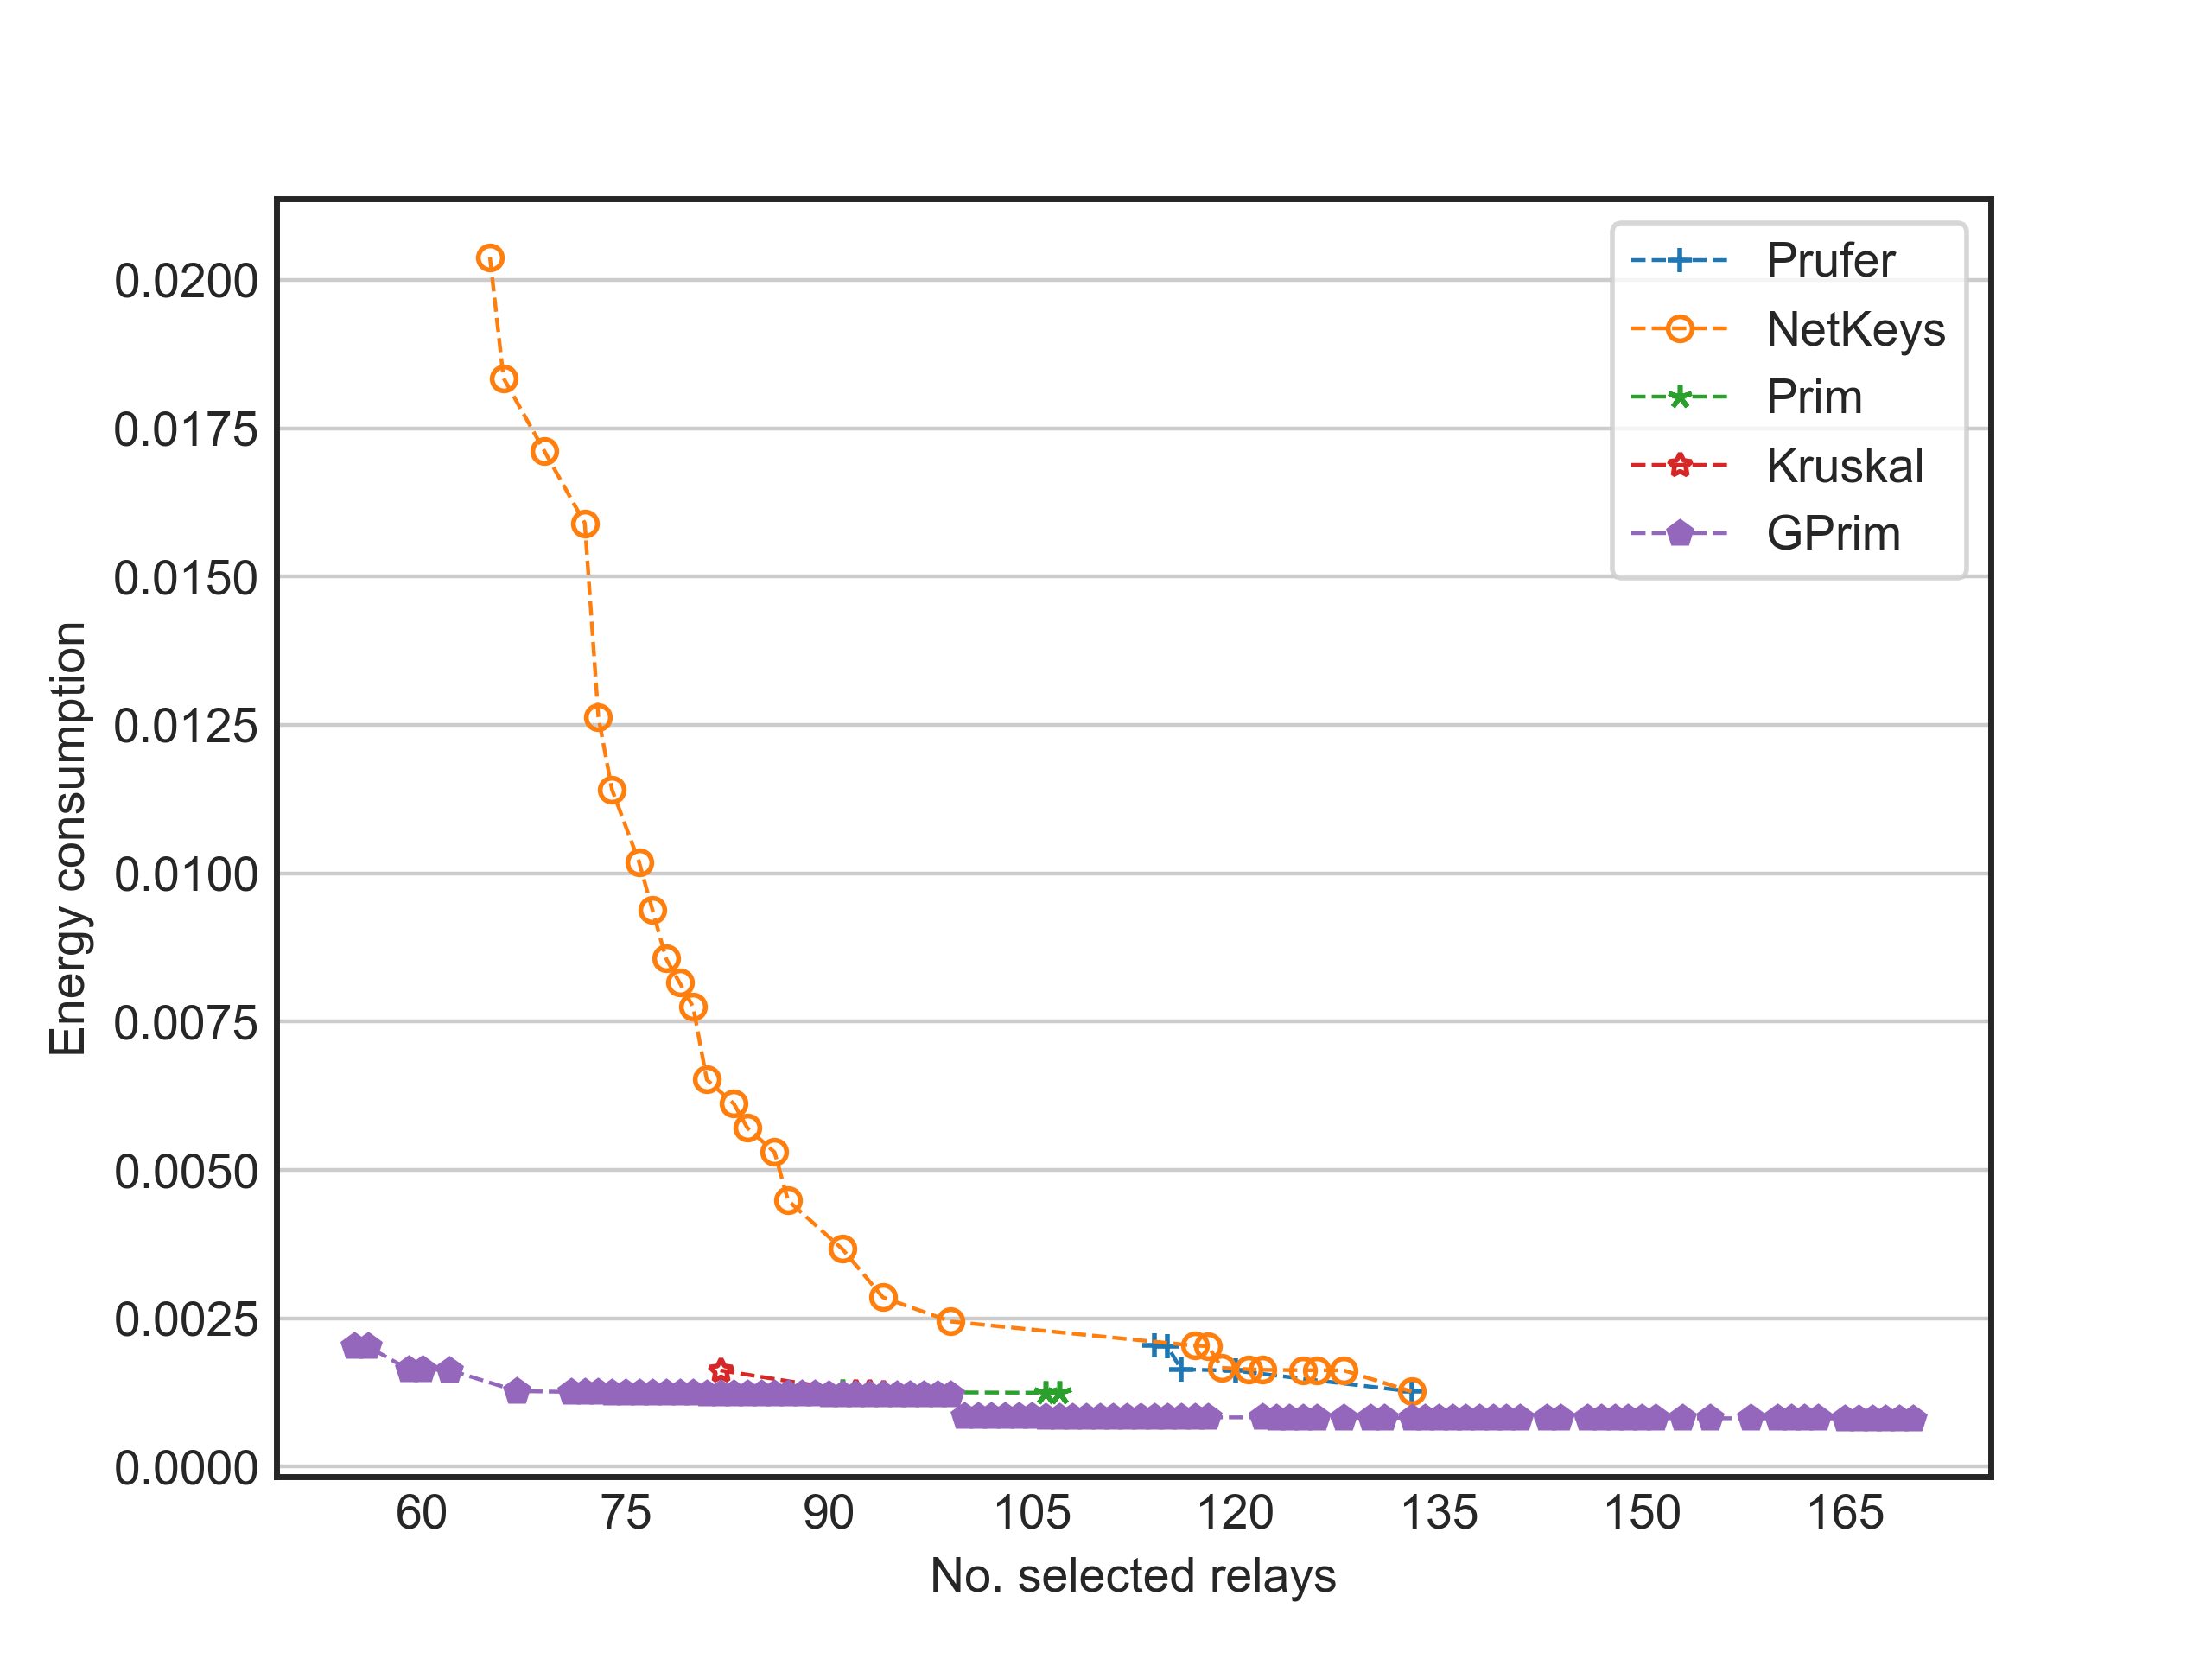 Prufer
NetKeys
Prim
Kruskal
GPrim
0.0200
0.0175
0.0150
0.0125
0.0100
0.0075
0.0050
0.0025
0.0000
Energy consumption
60 75 90 105 120 135 150 165
No. selected relays